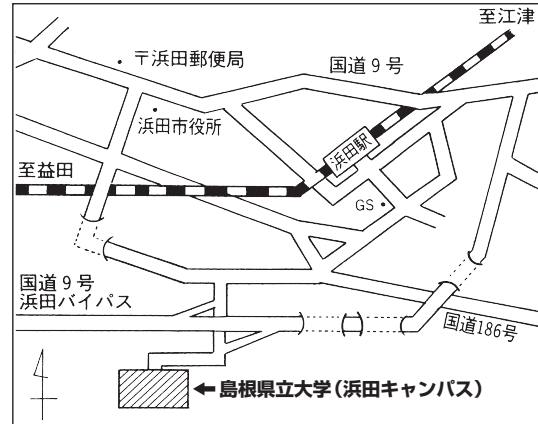 至江津
〒浜田郵便局
国道9号
浜田市役所
浜田駅
至益田
GS
国道9号
浜田バイパス
国道186号
←島根県立大学(浜田キャンパス)